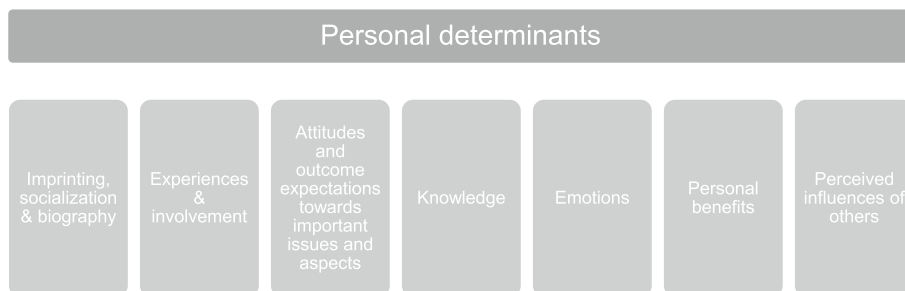 Personal determinants
Imprinting,
socialization
& biography
Experiences
&
involvement
Attitudes
and
outcome
expectations
towards
important
issues and
aspects
Knowledge
Emotions
Personal
benefits
Perceived
influences of
others